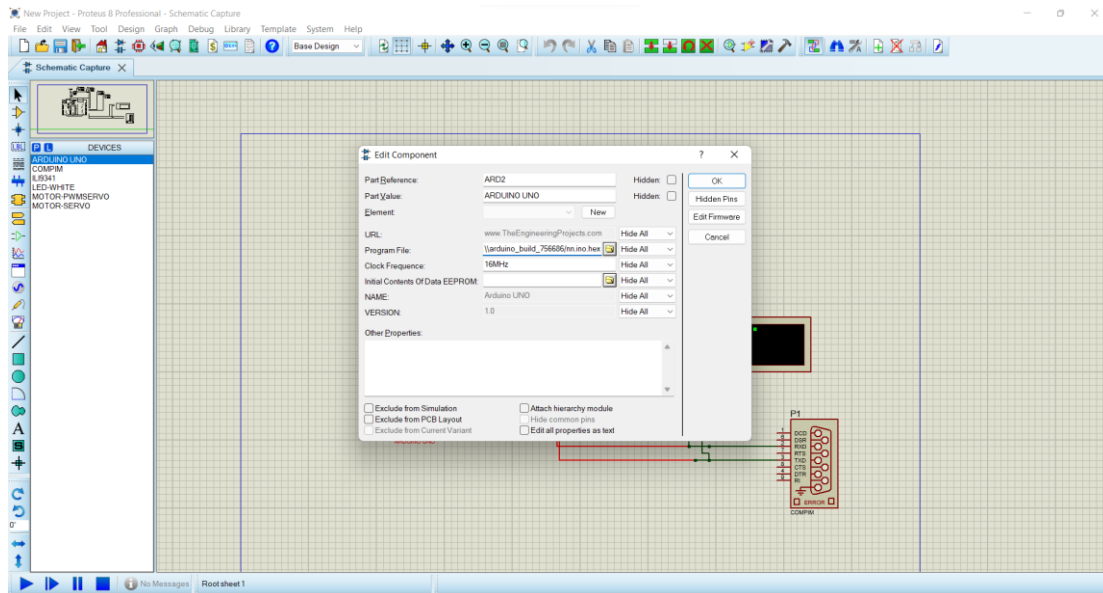 New Project - Proteus 8 Professional - Schematic Capture
File Edit View Tool Design Graph Debug Library Template System Help
Base Design
Schematic Capture X
P L DEVICES
ARDUINO UNO
COMPIM
ILI9341
LED-WHITE
MOTOR-PWMSERVO
MOTOR-SERVO
Edit Component ? X
Part Reference: ARD2 Hidden: OK
Part Value: ARDUINO UNO Hidden: Hidden Pins
Element: New Edit Firmware
URL: www.TheEngineeringProjects.com Hide All Cancel
Program File: \\arduino_build_756686/nn.ino.hex Hide All
Clock Frequence: 16MHz Hide All
Initial Contents Of Data EEPROM: Hide All
NAME: Arduino UNO Hide All
VERSION: 1.0 Hide All
Other Properties:
Exclude from Simulation Attach hierarchy module
Exclude from PCB Layout Hide common pins
Exclude from Current Variant Edit all properties as text
P1
DCD
DSR
RXD
RTS
TXD
CTS
DTR
RI
ERROR
COMPIM
No Messages Root sheet 1